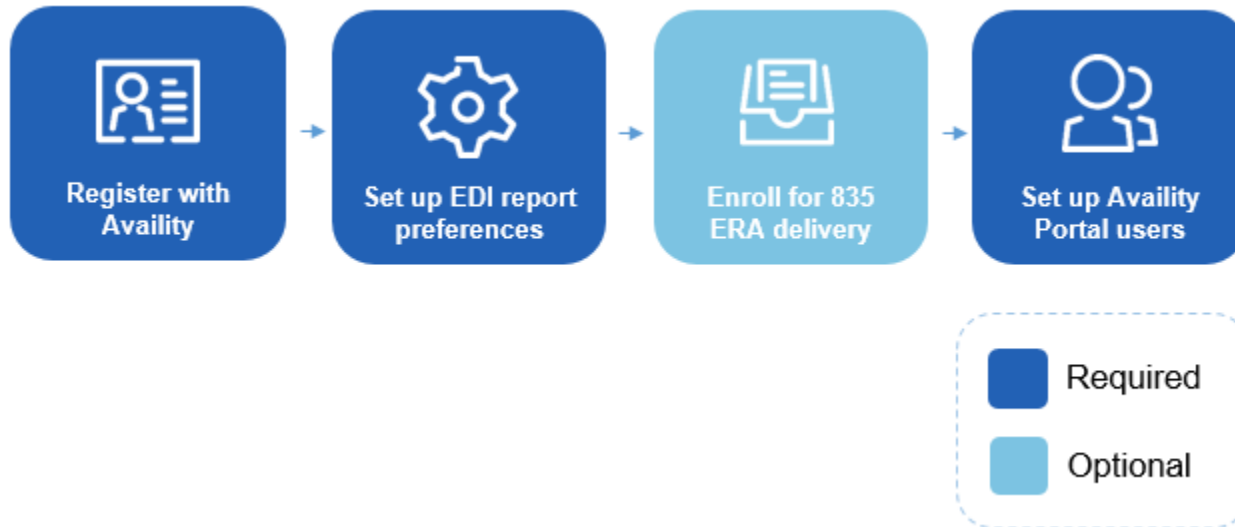 Register with
Availity
Set up EDI report
preferences
Enroll for 835
ERA delivery
Set up Availity
Portal users
Required
Optional